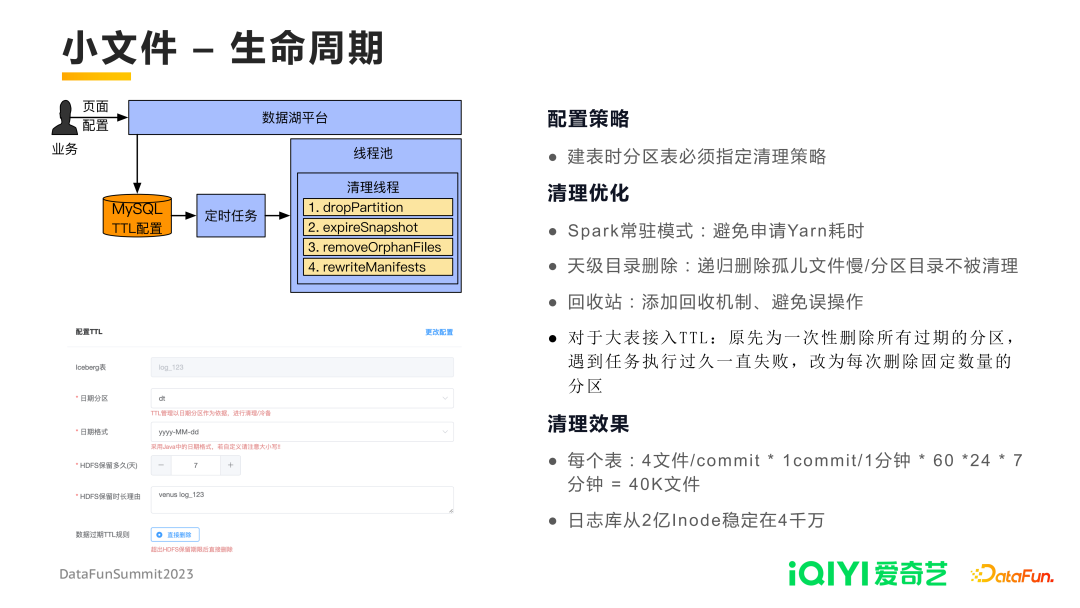 小文件 – 生命周期
页面
配置
业务
数据湖平台
MySQL
TTL配置
定时任务
线程池
清理线程
1. dropPartition
2. expireSnapshot
3. removeOrphanFiles
4. rewriteManifests
配置TTL
更改配置
Iceberg表
log_123
* 日期分区
dt
TTL管理以日期分区作为依据、进行清理/冷备
* 日期格式
yyyy-MM-dd
采用Java中的日期格式，若自定义请注意大小写!!
* HDFS保留多久(天)
− 7 +
* HDFS保留时长理由
venus log_123
数据过期TTL规则
直接删除
超出HDFS保留期限后直接删除
配置策略
● 建表时分区表必须指定清理策略
清理优化
● Spark常驻模式：避免申请Yarn耗时
● 天级目录删除：递归删除孤儿文件慢/分区目录不被清理
● 回收站：添加回收机制、避免误操作
● 对于大表接入TTL：原先为一次性删除所有过期的分区，
遇到任务执行过久一直失败，改为每次删除固定数量的
分区
清理效果
● 每个表：4文件/commit * 1commit/1分钟 * 60 *24 * 7
分钟 = 40K文件
● 日志库从2亿Inode稳定在4千万
DataFunSummit2023
iQIYI 爱奇艺
DataFun.